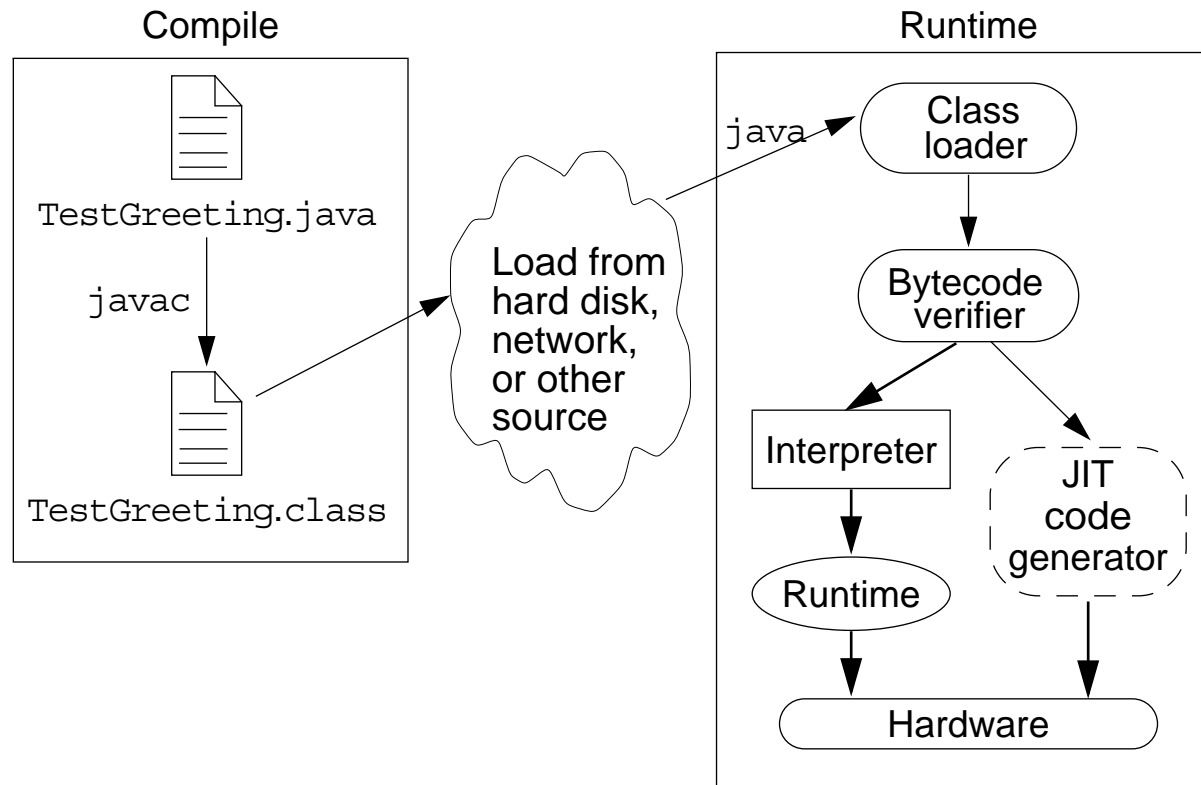 Compile
TestGreeting.java
javac
TestGreeting.class
Load from
hard disk,
network,
or other
source
Runtime
java
Class
loader
Bytecode
verifier
Interpreter
JIT
code
generator
Runtime
Hardware